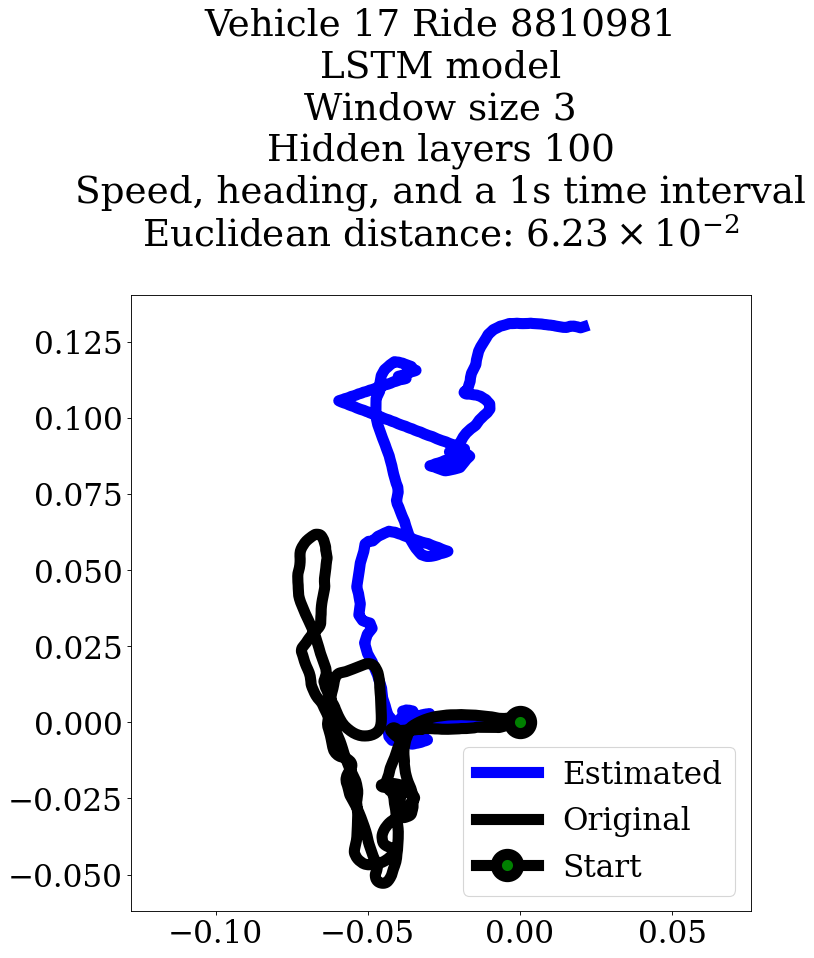 Vehicle 17 Ride 8810981
LSTM model
Window size 3
Hidden layers 100
Speed, heading, and a 1s time interval
Euclidean distance: 6.23 × 10⁻²
0.125
0.100
0.075
0.050
0.025
0.000
−0.025
−0.050
Estimated
Original
Start
−0.10
−0.05
0.00
0.05